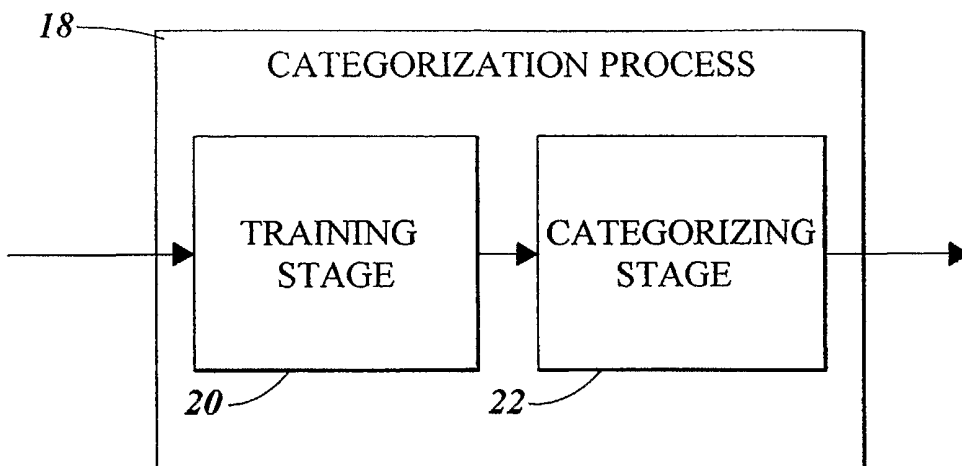 18
CATEGORIZATION PROCESS
TRAINING
STAGE
CATEGORIZING
STAGE
20
22